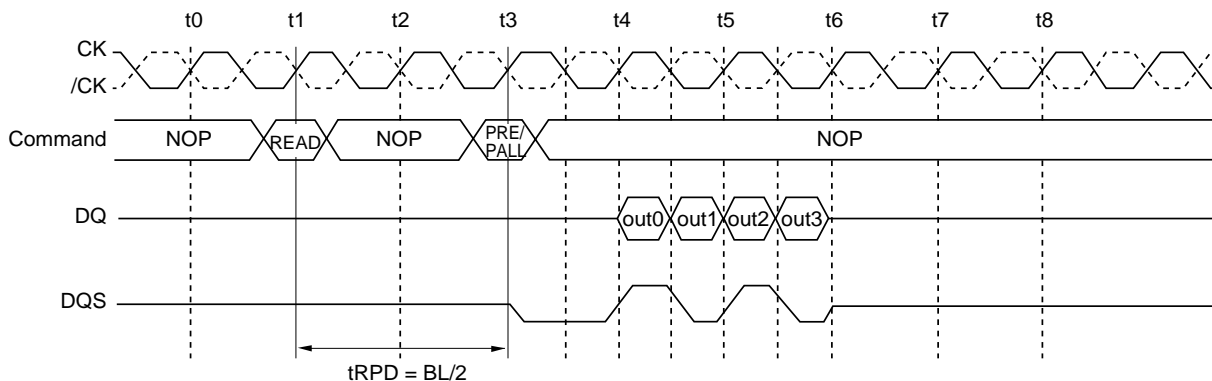 t0 t1 t2 t3 t4 t5 t6 t7 t8
CK
/CK
Command NOP READ NOP PRE/ PALL NOP
DQ out0 out1 out2 out3
DQS
tRPD = BL/2